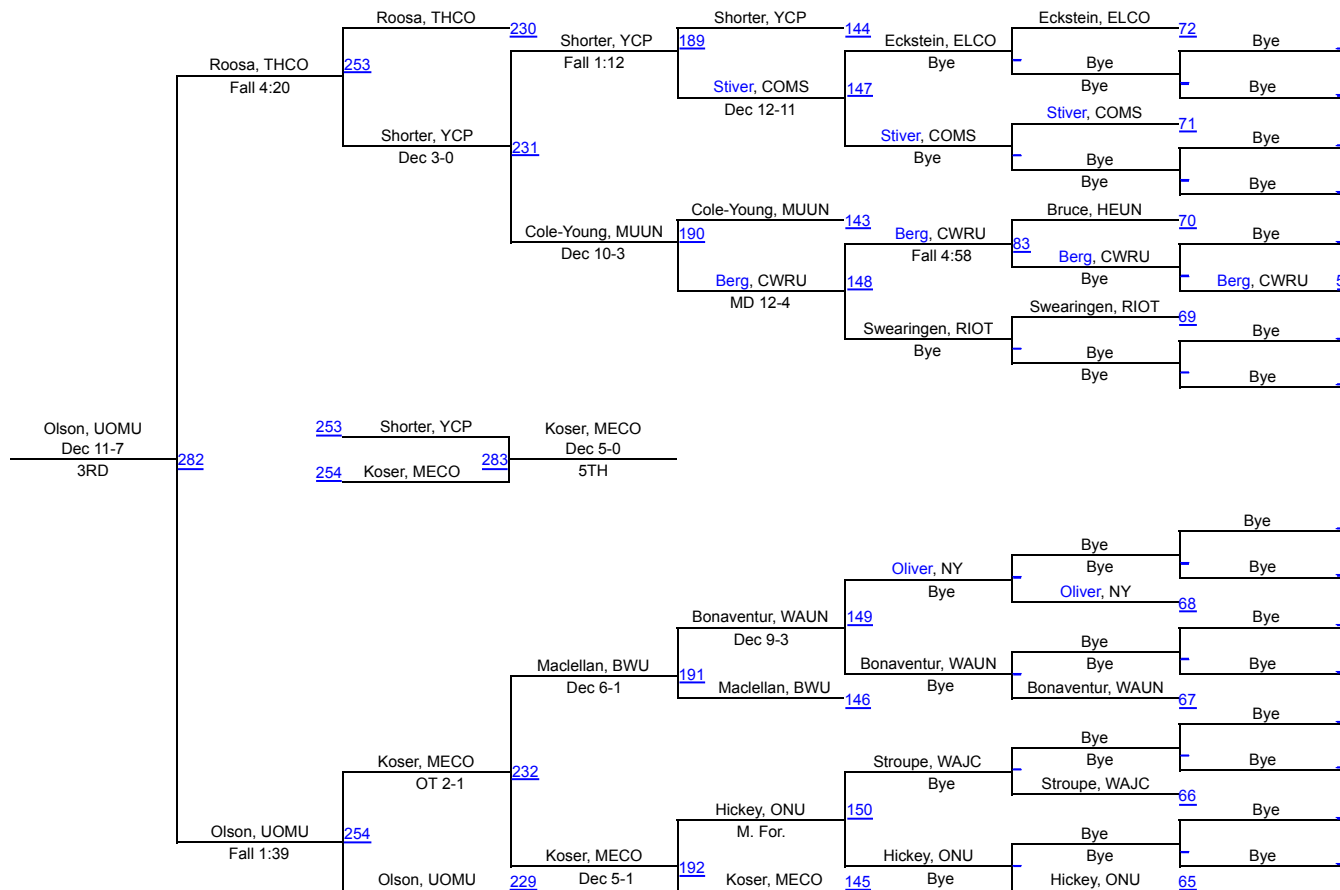 Roosa, THCO
230
Shorter, YCP
144
Eckstein, ELCO
72
Shorter, YCP
189
Eckstein, ELCO
Bye
Roosa, THCO
253
Fall 1:12
Bye
Bye
Fall 4:20
Stiver, COMS
147
Bye
Bye
Dec 12-11
Stiver, COMS
71
Shorter, YCP
231
Stiver, COMS
Bye
Dec 3-0
Bye
Bye
Bye
Bye
Cole-Young, MUUN
143
Bruce, HEUN
70
Cole-Young, MUUN
190
Berg, CWRU
83
Bye
Dec 10-3
Fall 4:58
Berg, CWRU
Berg, CWRU
148
Bye
Berg, CWRU
MD 12-4
Swearingen, RIOT
69
Swearingen, RIOT
Bye
Bye
Bye
Bye
Bye
Olson, UOMU
253
Shorter, YCP
Koser, MECO
Dec 11-7
Dec 5-0
282
283
3RD
254
Koser, MECO
5TH
Bye
Bye
Oliver, NY
Bye
Bye
Bye
Oliver, NY
68
Bonaventur, WAUN
149
Bye
Dec 9-3
Bye
Maclellan, BWU
191
Bonaventur, WAUN
Bye
Bye
Dec 6-1
Maclellan, BWU
146
Bye
Bonaventur, WAUN
67
Bye
Bye
Koser, MECO
232
Stroupe, WAJC
Bye
Bye
OT 2-1
Bye
Stroupe, WAJC
66
Hickey, ONU
150
Bye
Olson, UOMU
254
M. For.
Bye
Fall 1:39
Koser, MECO
192
Hickey, ONU
Bye
Bye
Olson, UOMU
229
Dec 5-1
Koser, MECO
145
Bye
Hickey, ONU
65